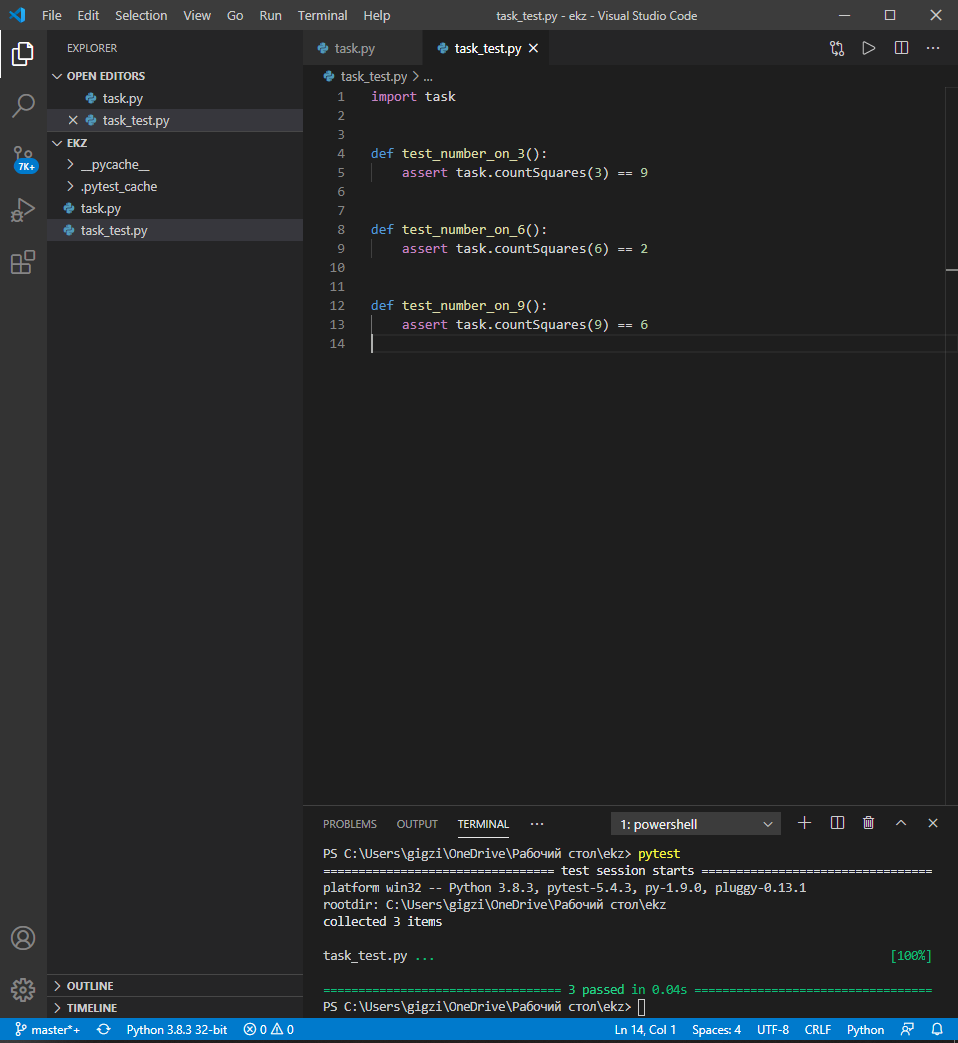 File Edit Selection View Go Run Terminal Help task_test.py - ekz - Visual Studio Code
EXPLORER
OPEN EDITORS
task.py
task_test.py
EKZ
__pycache__
.pytest_cache
task.py
task_test.py
7K+
OUTLINE
TIMELINE
task.py task_test.py
task_test.py > ...
1 import task
2
3
4 def test_number_on_3():
5 assert task.countSquares(3) == 9
6
7
8 def test_number_on_6():
9 assert task.countSquares(6) == 2
10
11
12 def test_number_on_9():
13 assert task.countSquares(9) == 6
14
PROBLEMS OUTPUT TERMINAL ... 1: powershell
PS C:\Users\gigzi\OneDrive\Рабочий стол\ekz> pytest
================================= test session starts =================================
platform win32 -- Python 3.8.3, pytest-5.4.3, py-1.9.0, pluggy-0.13.1
rootdir: C:\Users\gigzi\OneDrive\Рабочий стол\ekz
collected 3 items
task_test.py ... [100%]
================================== 3 passed in 0.04s ==================================
PS C:\Users\gigzi\OneDrive\Рабочий стол\ekz>
master*+ Python 3.8.3 32-bit 0 0 Ln 14, Col 1 Spaces: 4 UTF-8 CRLF Python